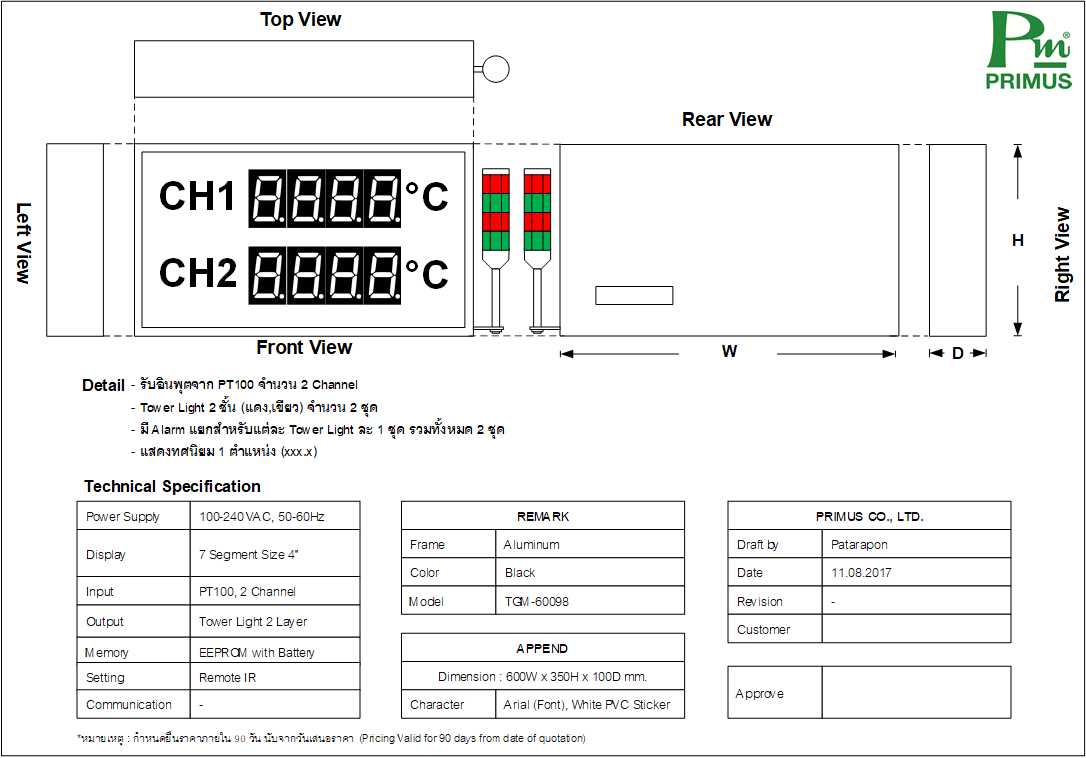 Top View
Pm®
PRIMUS
Rear View
Left View
CH1 8.8.8.8. °C
CH2 8.8.8.8. °C
H
Right View
Front View
W
D
Detail - รับอินพุตจาก PT100 จำนวน 2 Channel
- Tower Light 2 ชั้น (แดง,เขียว) จำนวน 2 ชุด
- มี Alarm แยกสำหรับแต่ละ Tower Light ละ 1 ชุด รวมทั้งหมด 2 ชุด
- แสดงทศนิยม 1 ตำแหน่ง (xxx.x)
Technical Specification
Power Supply 100-240VAC, 50-60Hz
Display 7 Segment Size 4"
Input PT100, 2 Channel
Output Tower Light 2 Layer
Memory EEPROM with Battery
Setting Remote IR
Communication -
REMARK
Frame Aluminum
Color Black
Model TGM-60098
APPEND
Dimension : 600W x 350H x 100D mm.
Character Arial (Font), White PVC Sticker
PRIMUS CO., LTD.
Draft by Patarapon
Date 11.08.2017
Revision -
Customer
Approve
*หมายเหตุ : กำหนดยืนราคาภายใน 90 วัน นับจากวันเสนอราคา (Pricing Valid for 90 days from date of quotation)